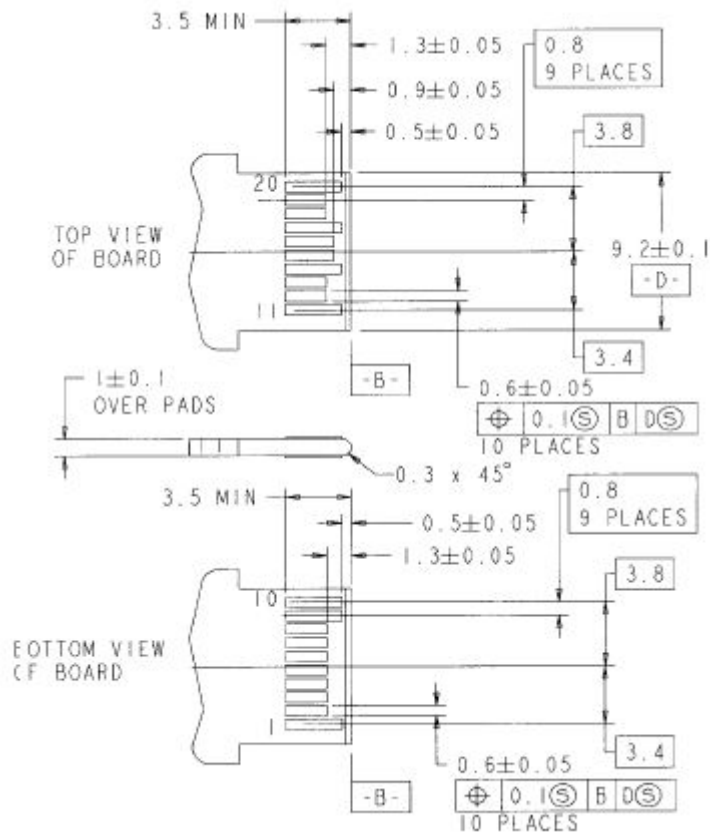 3.5 MIN
1.3±0.05
0.8
9 PLACES
0.9±0.05
0.5±0.05
3.8
20
TOP VIEW
OF BOARD
9.2±0.1
-D-
11
3.4
1±0.1
OVER PADS
-B-
0.6±0.05
⌖ 0.1Ⓢ B DⓈ
10 PLACES
0.3 x 45°
3.5 MIN
0.5±0.05
0.8
9 PLACES
1.3±0.05
3.8
10
BOTTOM VIEW
OF BOARD
1
3.4
0.6±0.05
-B-
⌖ 0.1Ⓢ B DⓈ
10 PLACES